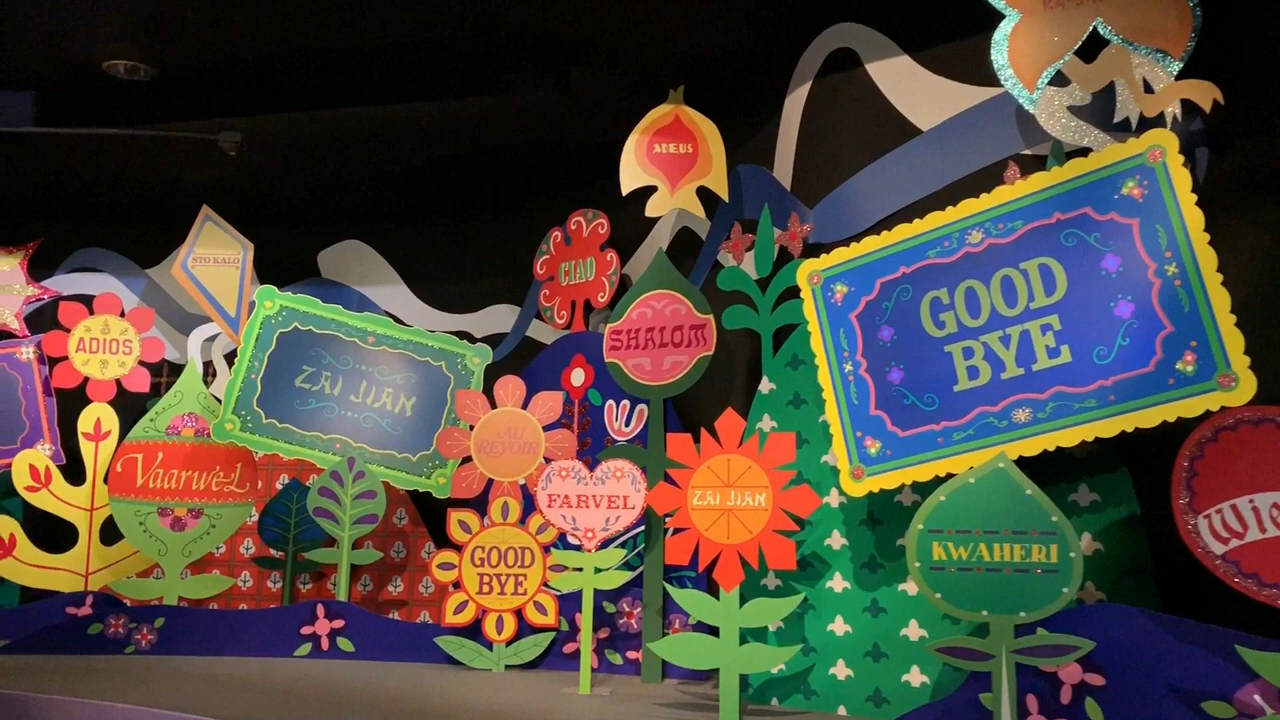 ADEUS
STO KALO
CIAO
ADIOS
SHALOM
GOOD
BYE
ZAI JIAN
Vaarwel
AU
REVOIR
FARVEL
ZAI JIAN
GOOD
BYE
KWAHERI